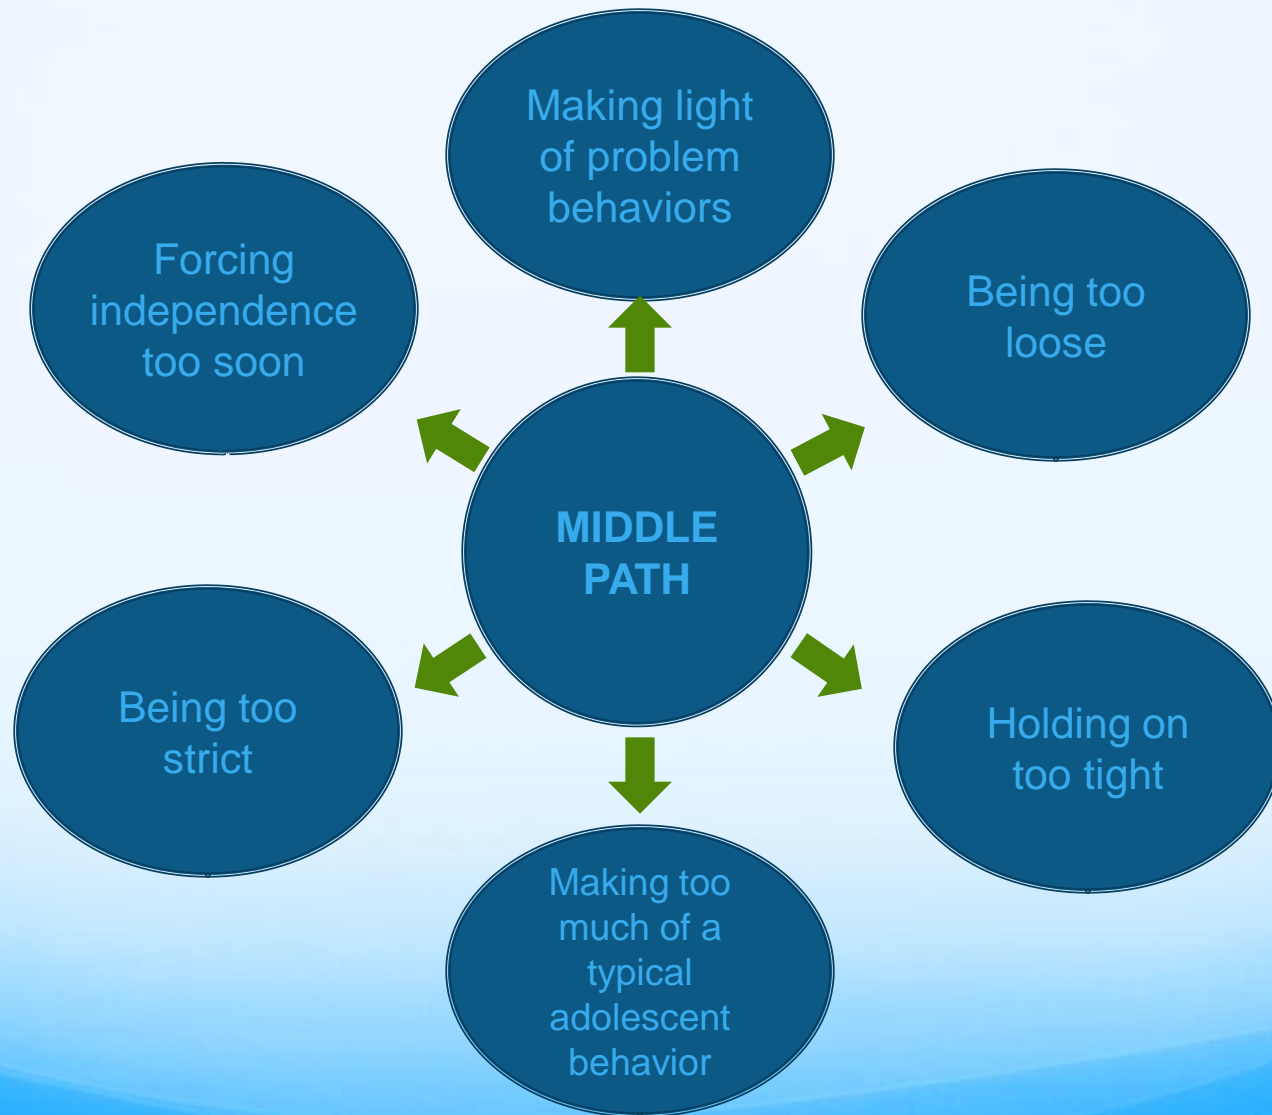 Making light
of problem
behaviors
Forcing
independence
too soon
Being too
loose
MIDDLE
PATH
Being too
strict
Holding on
too tight
Making too
much of a
typical
adolescent
behavior